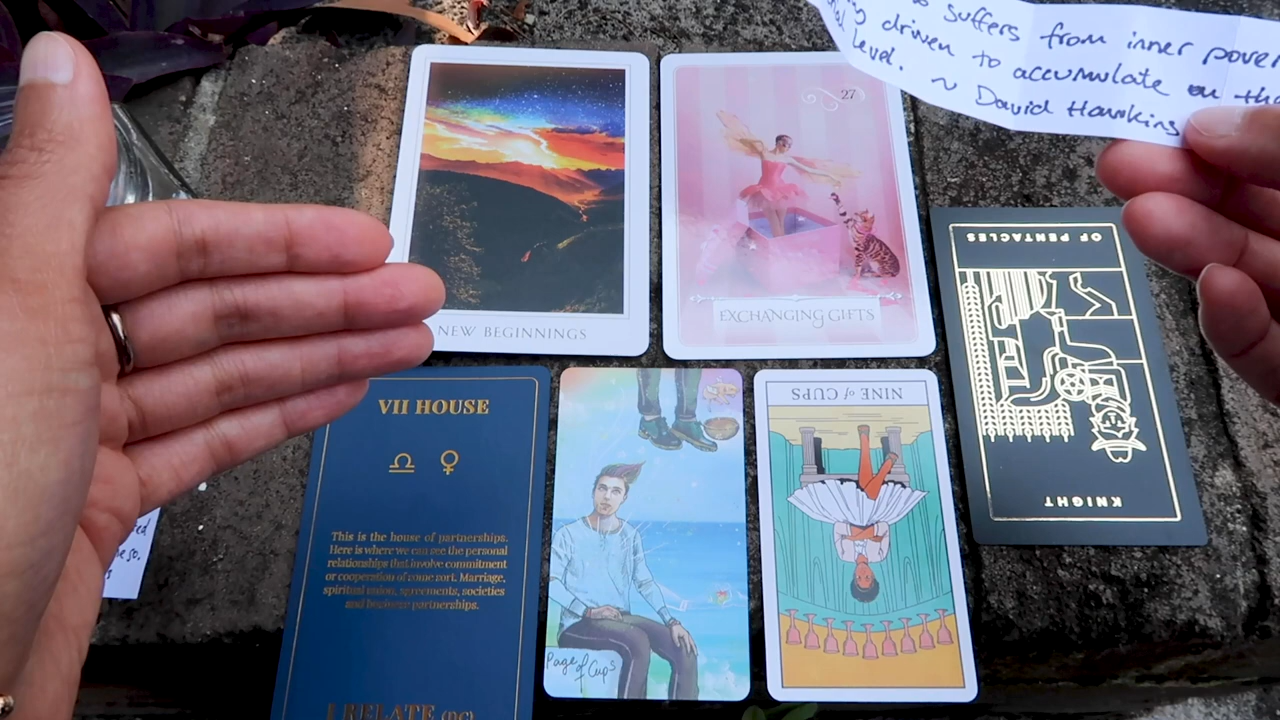 suffers from inner
driven to accumulate on
level. ~ David Hawkins
27
NEW BEGINNINGS
EXCHANGING GIFTS
OF PENTACLES
KNIGHT
VII HOUSE
This is the house of partnerships.
Here is where we can see the personal
relationships that involve commitment
or cooperation of some sort. Marriage,
spiritual union, agreements, societies
and business partnerships.
I RELATE (DC)
Page of Cups
NINE of CUPS
so.